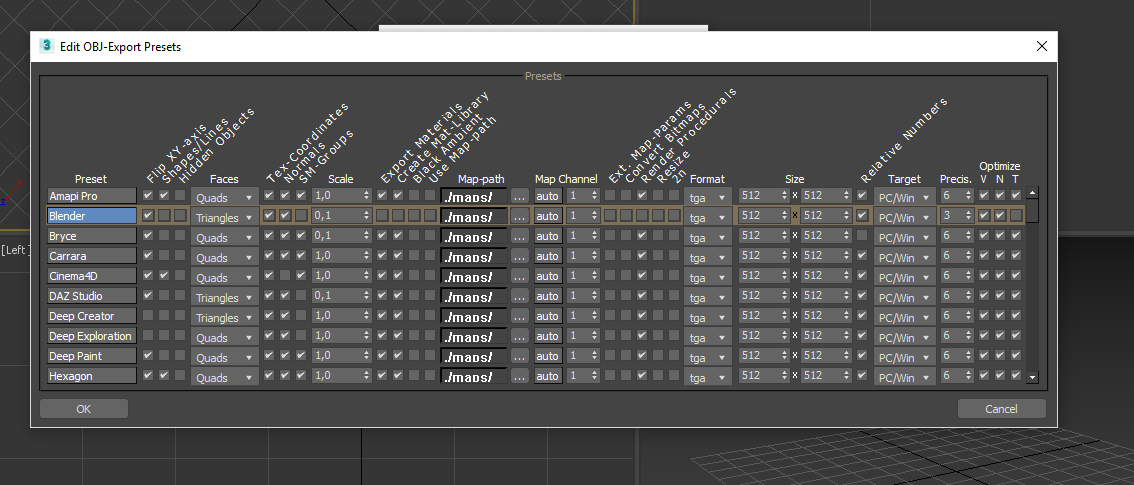 3 Edit OBJ-Export Presets
Presets
Flip XY-axis
Shapes/Lines
Hidden Objects
Tex-Coordinates
Normals
SM-Groups
Export Materials
Create Mat-Library
Black Ambient
Use Map-path
Ext. Map-Params
Convert Bitmaps
Render Procedurals
Resize
2n
Relative Numbers
Optimize
Preset Faces Scale Map-path Map Channel Format Size Target Precis. V N T
Amapi Pro Quads 1,0 ./maps/ ... auto 1 tga 512 x 512 PC/Win 6
Blender Triangles 0,1 ./maps/ ... auto 1 tga 512 x 512 PC/Win 3
[Left]
Bryce Quads 0,1 ./maps/ ... auto 1 tga 512 x 512 PC/Win 6
Carrara Quads 1,0 ./maps/ ... auto 1 tga 512 x 512 PC/Win 6
Cinema4D Quads 1,0 ./maps/ ... auto 1 tga 512 x 512 PC/Win 6
DAZ Studio Triangles 0,1 ./maps/ ... auto 1 tga 512 x 512 PC/Win 6
Deep Creator Triangles 1,0 ./maps/ ... auto 1 tga 512 x 512 PC/Win 6
Deep Exploration Quads 1,0 ./maps/ ... auto 1 tga 512 x 512 PC/Win 6
Deep Paint Quads 1,0 ./maps/ ... auto 1 tga 512 x 512 PC/Win 6
Hexagon Quads 1,0 ./maps/ ... auto 1 tga 512 x 512 PC/Win 6
OK Cancel